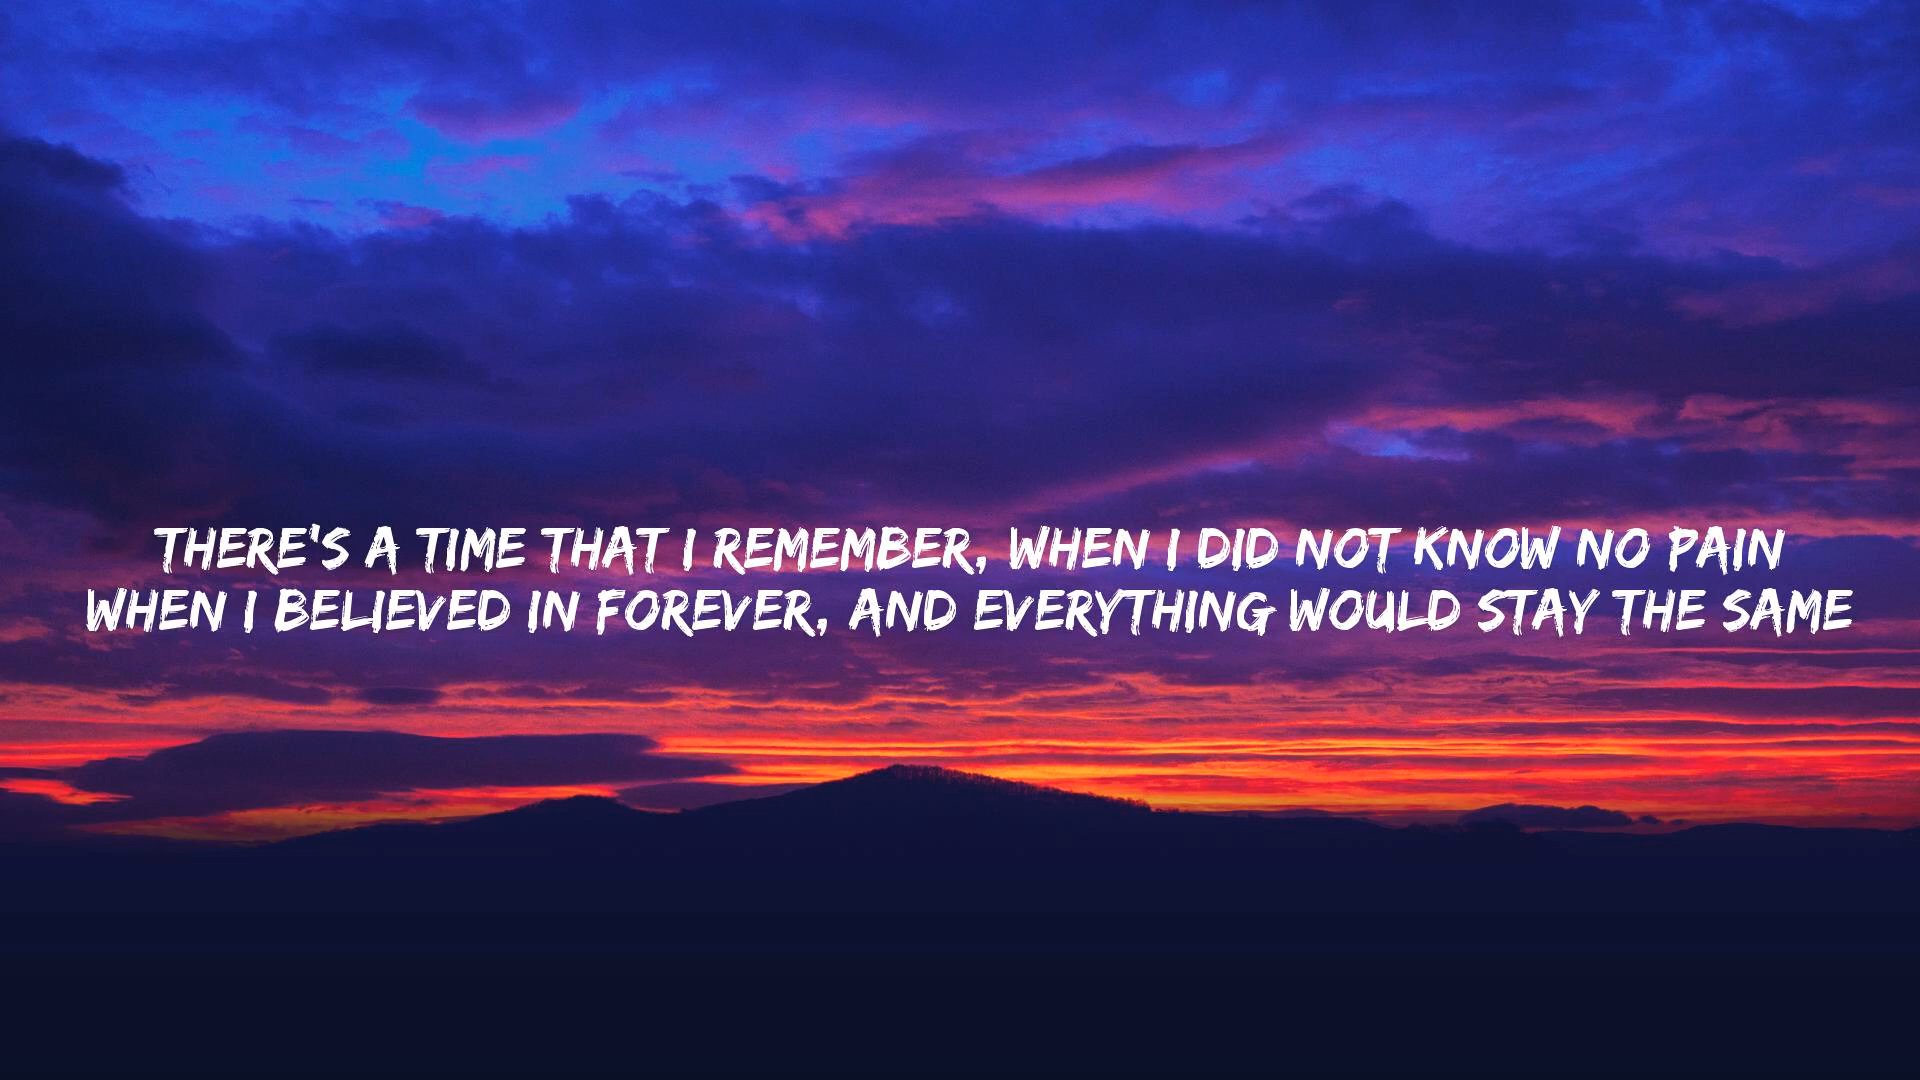 THERE'S A TIME THAT I REMEMBER, WHEN I DID NOT KNOW NO PAIN
WHEN I BELIEVED IN FOREVER, AND EVERYTHING WOULD STAY THE SAME